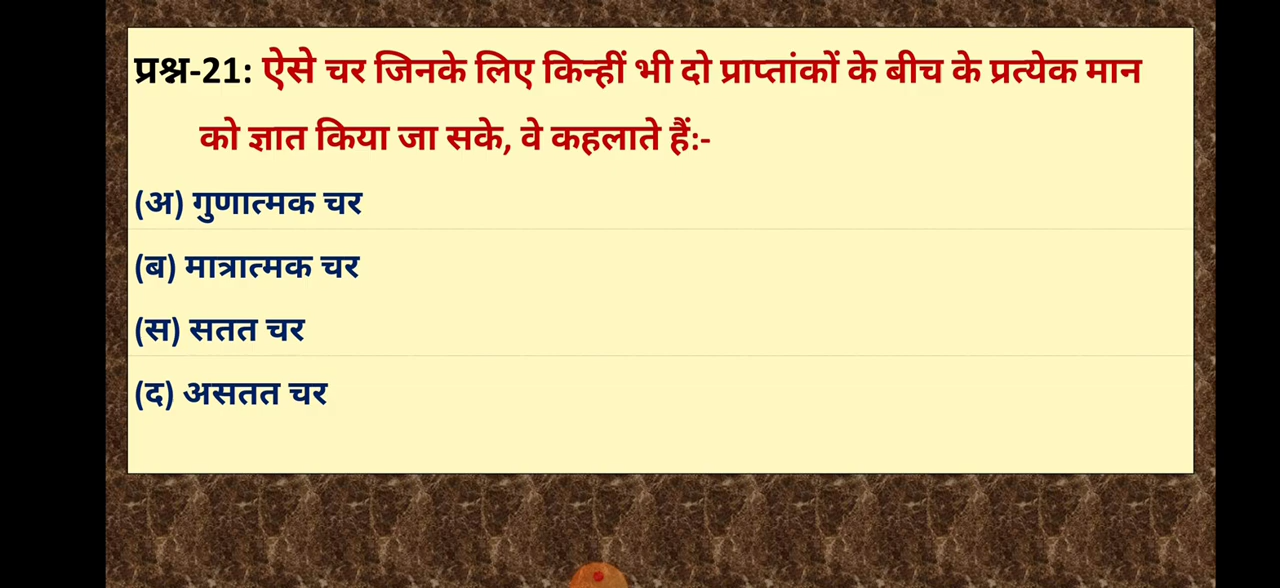 प्रश्न-21: ऐसे चर जिनके लिए किन्हीं भी दो प्राप्तांकों के बीच के प्रत्येक मान
को ज्ञात किया जा सके, वे कहलाते हैं:-
(अ) गुणात्मक चर
(ब) मात्रात्मक चर
(स) सतत चर
(द) असतत चर